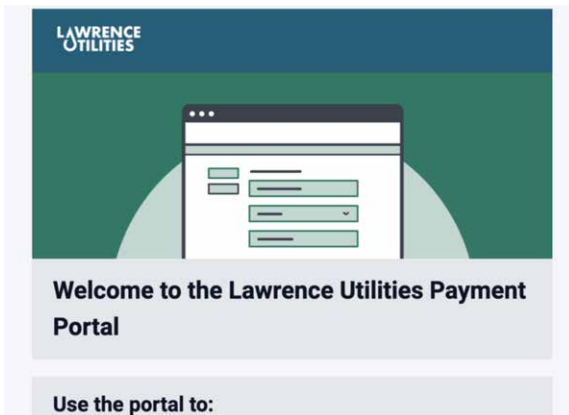 LAWRENCE
UTILITIES
Welcome to the Lawrence Utilities Payment
Portal
Use the portal to: